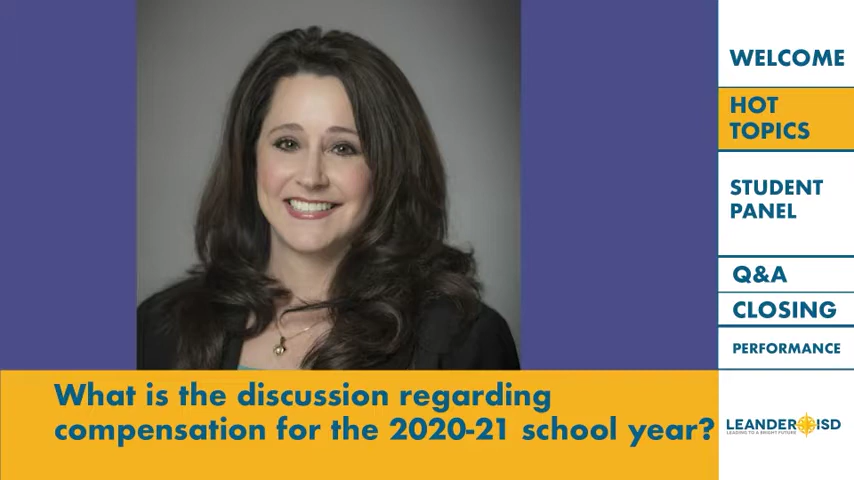 WELCOME
HOT
TOPICS
STUDENT
PANEL
Q&A
CLOSING
PERFORMANCE
What is the discussion regarding
compensation for the 2020-21 school year?
LEANDER ISD
LEADING TO A BRIGHT FUTURE